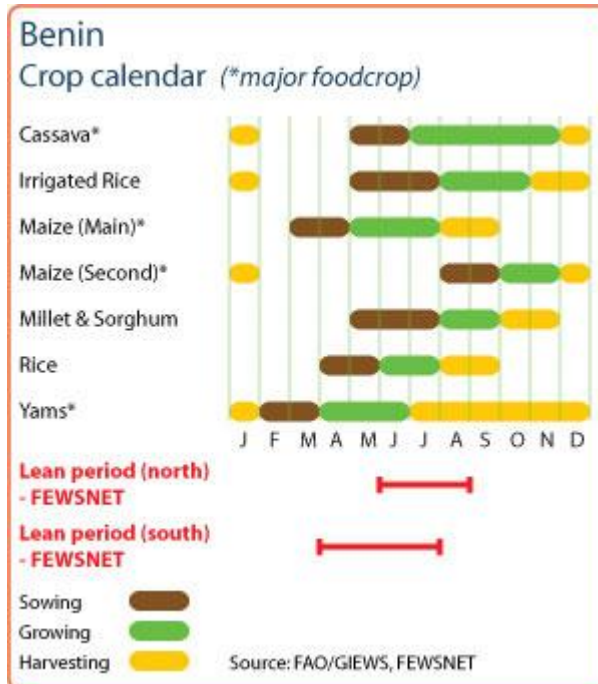 Benin
Crop calendar (*major foodcrop)
Cassava*
Irrigated Rice
Maize (Main)*
Maize (Second)*
Millet & Sorghum
Rice
Yams*
J F M A M J J A S O N D
Lean period (north)
- FEWSNET
Lean period (south)
- FEWSNET
Sowing
Growing
Harvesting
Source: FAO/GIEWS, FEWSNET